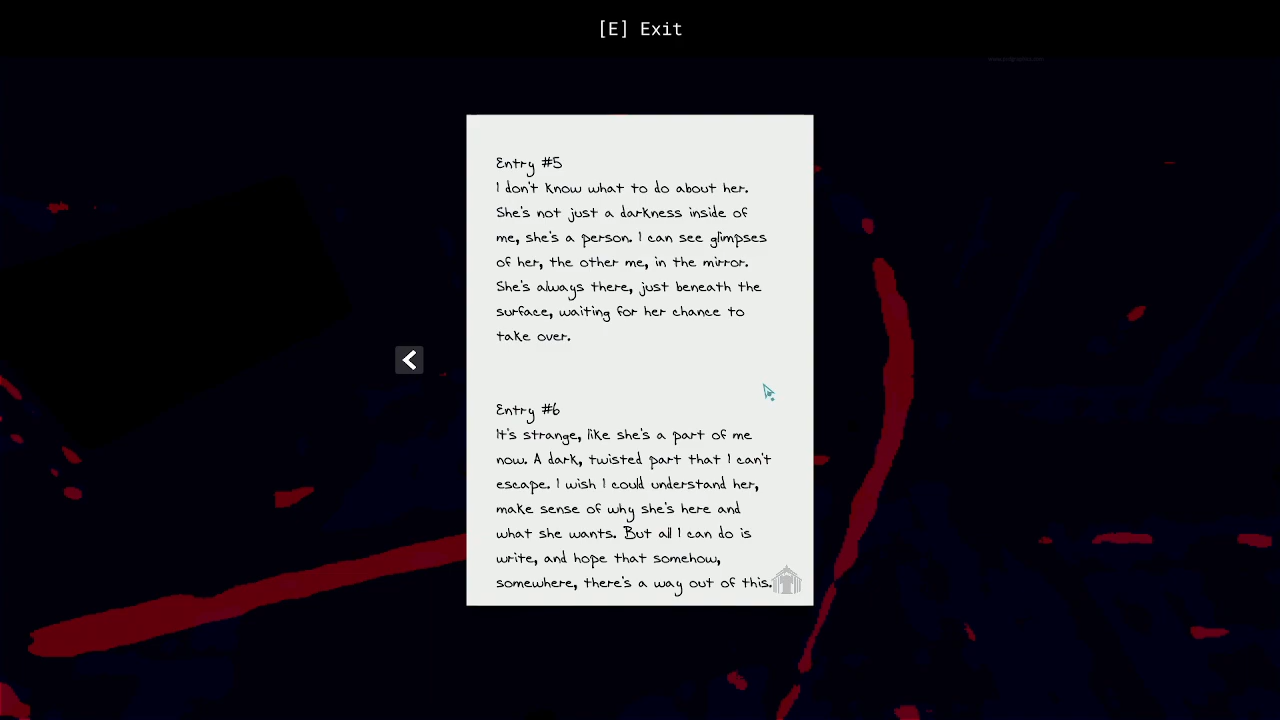 [E] Exit
Entry #5
I don't know what to do about her.
She's not just a darkness inside of
me, she's a person. I can see glimpses
of her, the other me, in the mirror.
She's always there, just beneath the
surface, waiting for her chance to
take over.
Entry #6
It's strange, like she's a part of me
now. A dark, twisted part that I can't
escape. I wish I could understand her,
make sense of why she's here and
what she wants. But all I can do is
write, and hope that somehow,
somewhere, there's a way out of this.